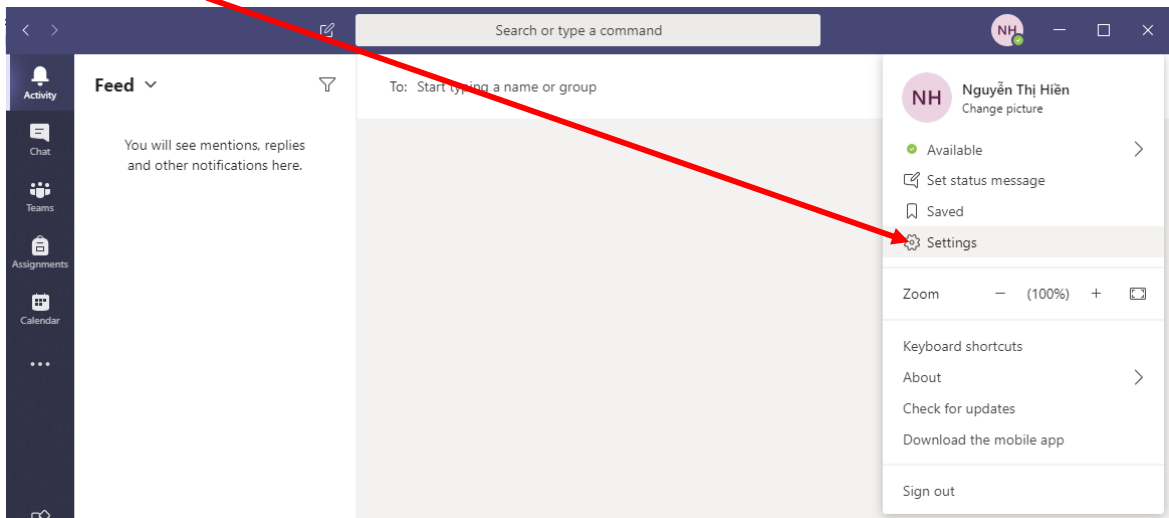 Search or type a command
NH
Activity
Chat
Teams
Assignments
Calendar
Feed
You will see mentions, replies
and other notifications here.
To: Start typing a name or group
NH
Nguyễn Thị Hiền
Change picture
Available
Set status message
Saved
Settings
Zoom — (100%) +
Keyboard shortcuts
About
Check for updates
Download the mobile app
Sign out